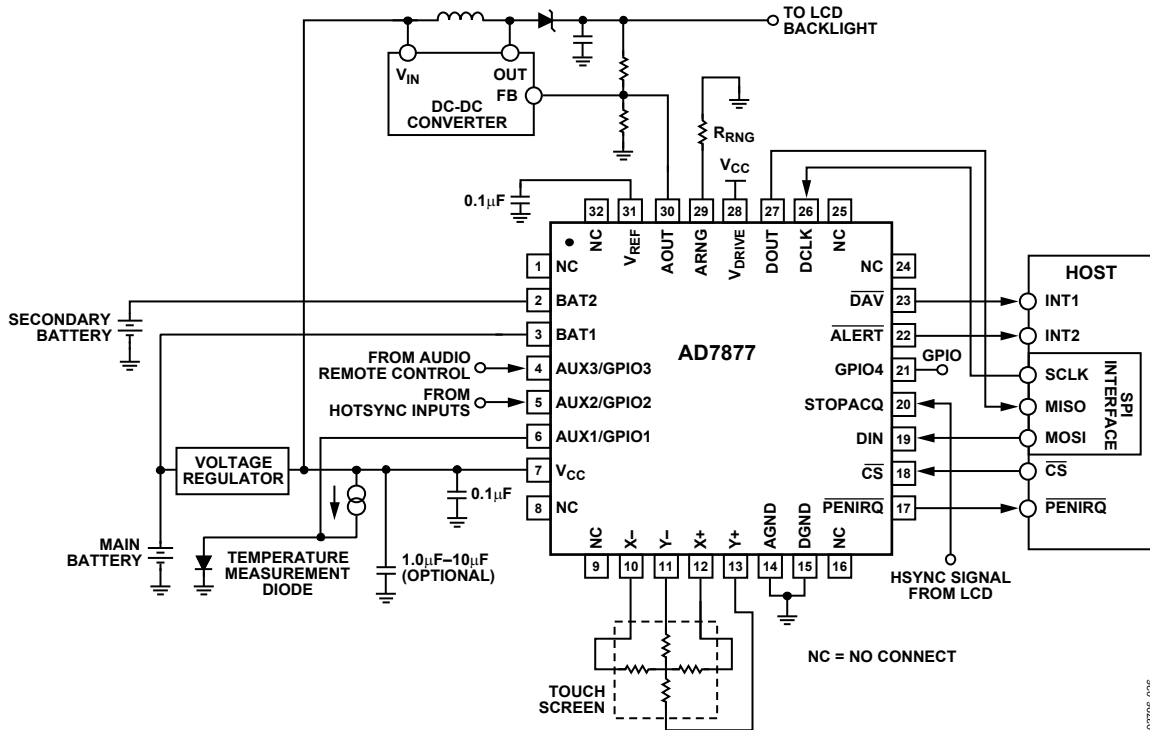 TO LCD
BACKLIGHT
VIN
OUT
FB
DC-DC
CONVERTER
RRNG
VCC
0.1µF
32
31
30
29
28
27
26
25
NC
VREF
AOUT
ARNG
VDRIVE
DOUT
DCLK
NC
1
NC
NC
24
HOST
2
BAT2
DAV
23
INT1
SECONDARY
BATTERY
3
BAT1
ALERT
22
INT2
AD7877
FROM AUDIO
REMOTE CONTROL
4
AUX3/GPIO3
GPIO4
21
GPIO
SCLK
FROM
HOTSYNC INPUTS
5
AUX2/GPIO2
STOPACQ
20
MISO
SPI
INTERFACE
6
AUX1/GPIO1
DIN
19
MOSI
VOLTAGE
REGULATOR
7
VCC
CS
18
CS
0.1µF
8
NC
PENIRQ
17
PENIRQ
NC
X–
Y–
X+
Y+
AGND
DGND
NC
9
10
11
12
13
14
15
16
MAIN
BATTERY
TEMPERATURE
MEASUREMENT
DIODE
1.0µF–10µF
(OPTIONAL)
HSYNC SIGNAL
FROM LCD
NC = NO CONNECT
TOUCH
SCREEN